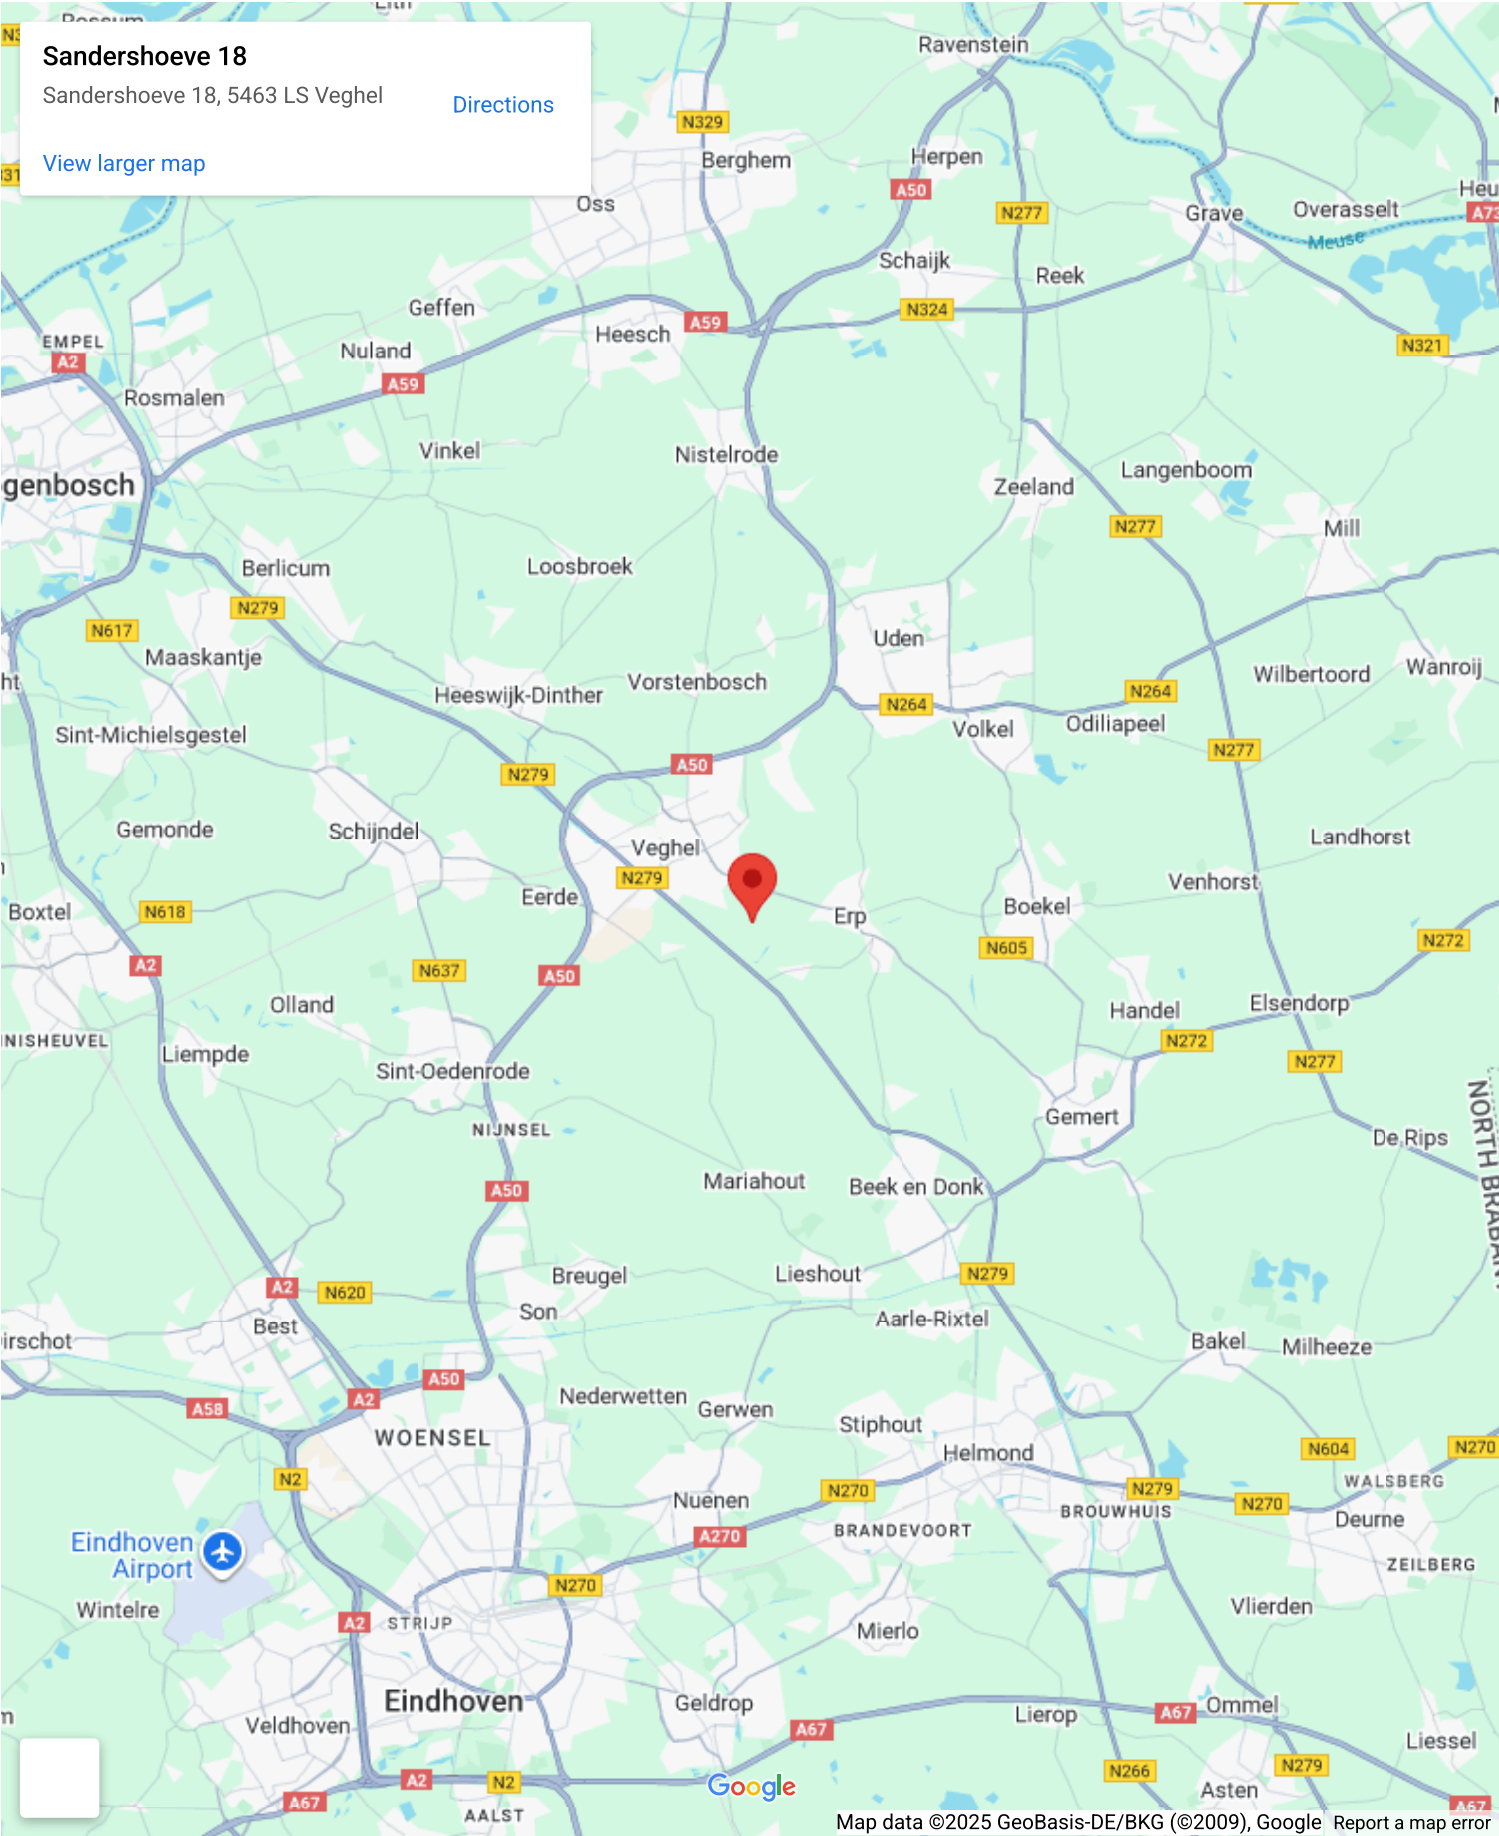 Lith
Rossum
Sandershoeve 18
Sandershoeve 18, 5463 LS Veghel
Directions
View larger map
Ravenstein
N329
Berghem
Herpen
A50
Oss
N277
Grave
Overasselt
Heu
A73
Meuse
Schaijk
Reek
Geffen
N324
A59
Heesch
EMPEL
A2
Nuland
N321
A59
Rosmalen
Vinkel
Nistelrode
Langenboom
genbosch
Zeeland
N277
Mill
Berlicum
Loosbroek
N279
N617
Uden
Maaskantje
Wilbertoord
Wanroij
ht
Heeswijk-Dinther
Vorstenbosch
N264
N264
Volkel
Odiliapeel
Sint-Michielsgestel
N277
A50
N279
Gemonde
Schijndel
Landhorst
Veghel
N279
Venhorst
Eerde
Boxtel
N618
Erp
Boekel
N605
N272
A2
N637
A50
Olland
Handel
Elsendorp
NNISHEUVEL
N272
Liempde
N277
Sint-Oedenrode
Gemert
NIJNSEL
De Rips
NORTH BRABANT
Mariahout
Beek en Donk
A50
Breugel
Lieshout
N279
A2
N620
Son
Aarle-Rixtel
Best
irschot
Bakel
Milheeze
A50
A2
Nederwetten
Gerwen
A58
Stiphout
WOENSEL
Helmond
N604
N270
N2
WALSBERG
N270
N279
N270
Nuenen
BROUWHUIS
Deurne
A270
BRANDEVOORT
Eindhoven
Airport
ZEILBERG
N270
Wintelre
Vlierden
A2
STRIJP
Mierlo
Eindhoven
Geldrop
Ommel
Lierop
A67
Veldhoven
A67
Liessel
N279
N266
A2
N2
Google
Asten
A67
AALST
A67
Map data ©2025 GeoBasis-DE/BKG (©2009), Google
Report a map error